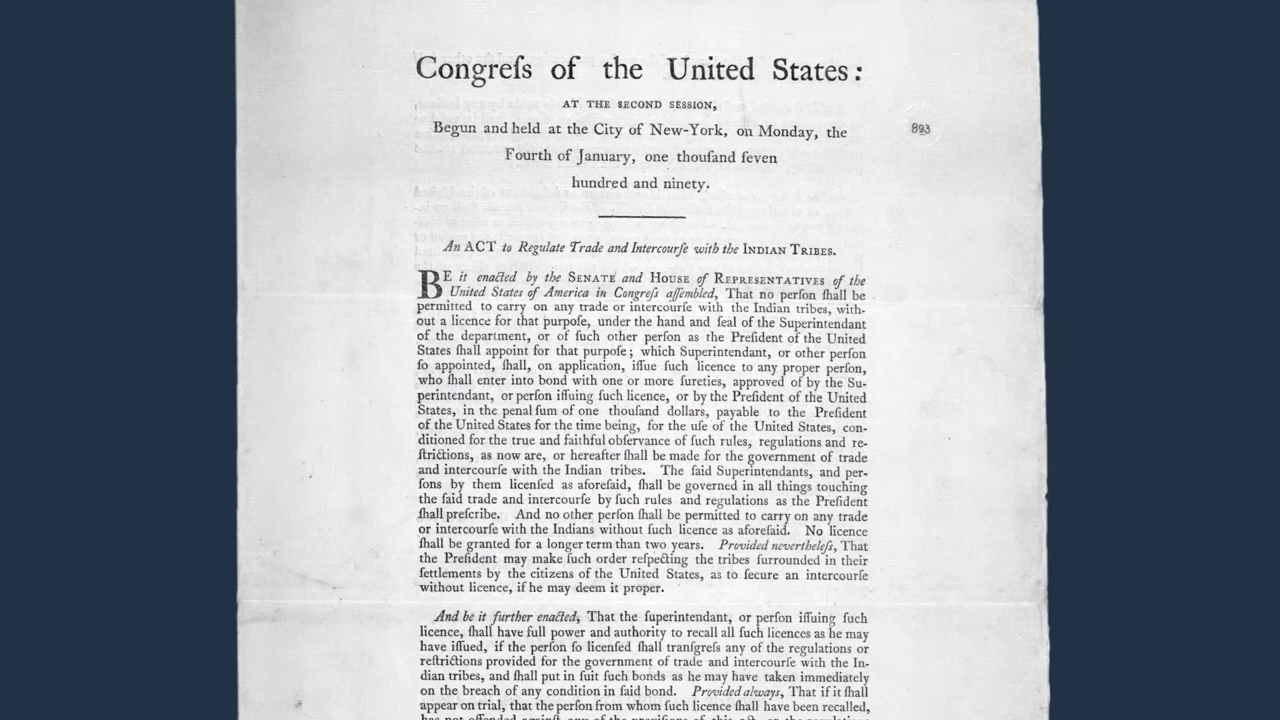 Congreſs of the United States:
AT THE SECOND SESSION,
Begun and held at the City of New-York, on Monday, the
893
Fourth of January, one thouſand ſeven
hundred and ninety.
An ACT to Regulate Trade and Intercourſe with the INDIAN TRIBES.
BE it enacted by the SENATE and HOUSE of REPRESENTATIVES of the
United States of America in Congreſs aſſembled, That no perſon ſhall be
permitted to carry on any trade or intercourſe with the Indian tribes, with-
out a licence for that purpoſe, under the hand and ſeal of the Superintendant
of the department, or of ſuch other perſon as the Preſident of the United
States ſhall appoint for that purpoſe; which Superintendant, or other perſon
ſo appointed, ſhall, on application, iſſue ſuch licence to any proper perſon,
who ſhall enter into bond with one or more ſureties, approved of by the Su-
perintendant, or perſon iſſuing ſuch licence, or by the Preſident of the United
States, in the penal ſum of one thouſand dollars, payable to the Preſident
of the United States for the time being, for the uſe of the United States, con-
ditioned for the true and faithful obſervance of ſuch rules, regulations and re-
ſtrictions, as now are, or hereafter ſhall be made for the government of trade
and intercourſe with the Indian tribes. The ſaid Superintendants, and per-
ſons by them licenſed as aforeſaid, ſhall be governed in all things touching
the ſaid trade and intercourſe by ſuch rules and regulations as the Preſident
ſhall preſcribe. And no other perſon ſhall be permitted to carry on any trade
or intercourſe with the Indians without ſuch licence as aforeſaid. No licence
ſhall be granted for a longer term than two years. Provided nevertheleſs, That
the Preſident may make ſuch order reſpecting the tribes ſurrounded in their
ſettlements by the citizens of the United States, as to ſecure an intercourſe
without licence, if he may deem it proper.
And be it further enacted, That the ſuperintendant, or perſon iſſuing ſuch
licence, ſhall have full power and authority to recall all ſuch licences as he may
have iſſued, if the perſon ſo licenſed ſhall tranſgreſs any of the regulations or
reſtrictions provided for the government of trade and intercourſe with the In-
dian tribes, and ſhall put in ſuit ſuch bonds as he may have taken immediately
on the breach of any condition in ſaid bond. Provided always, That if it ſhall
appear on trial, that the perſon from whom ſuch licence ſhall have been recalled,
has not offended againſt any of the proviſions of this act, or the regulations